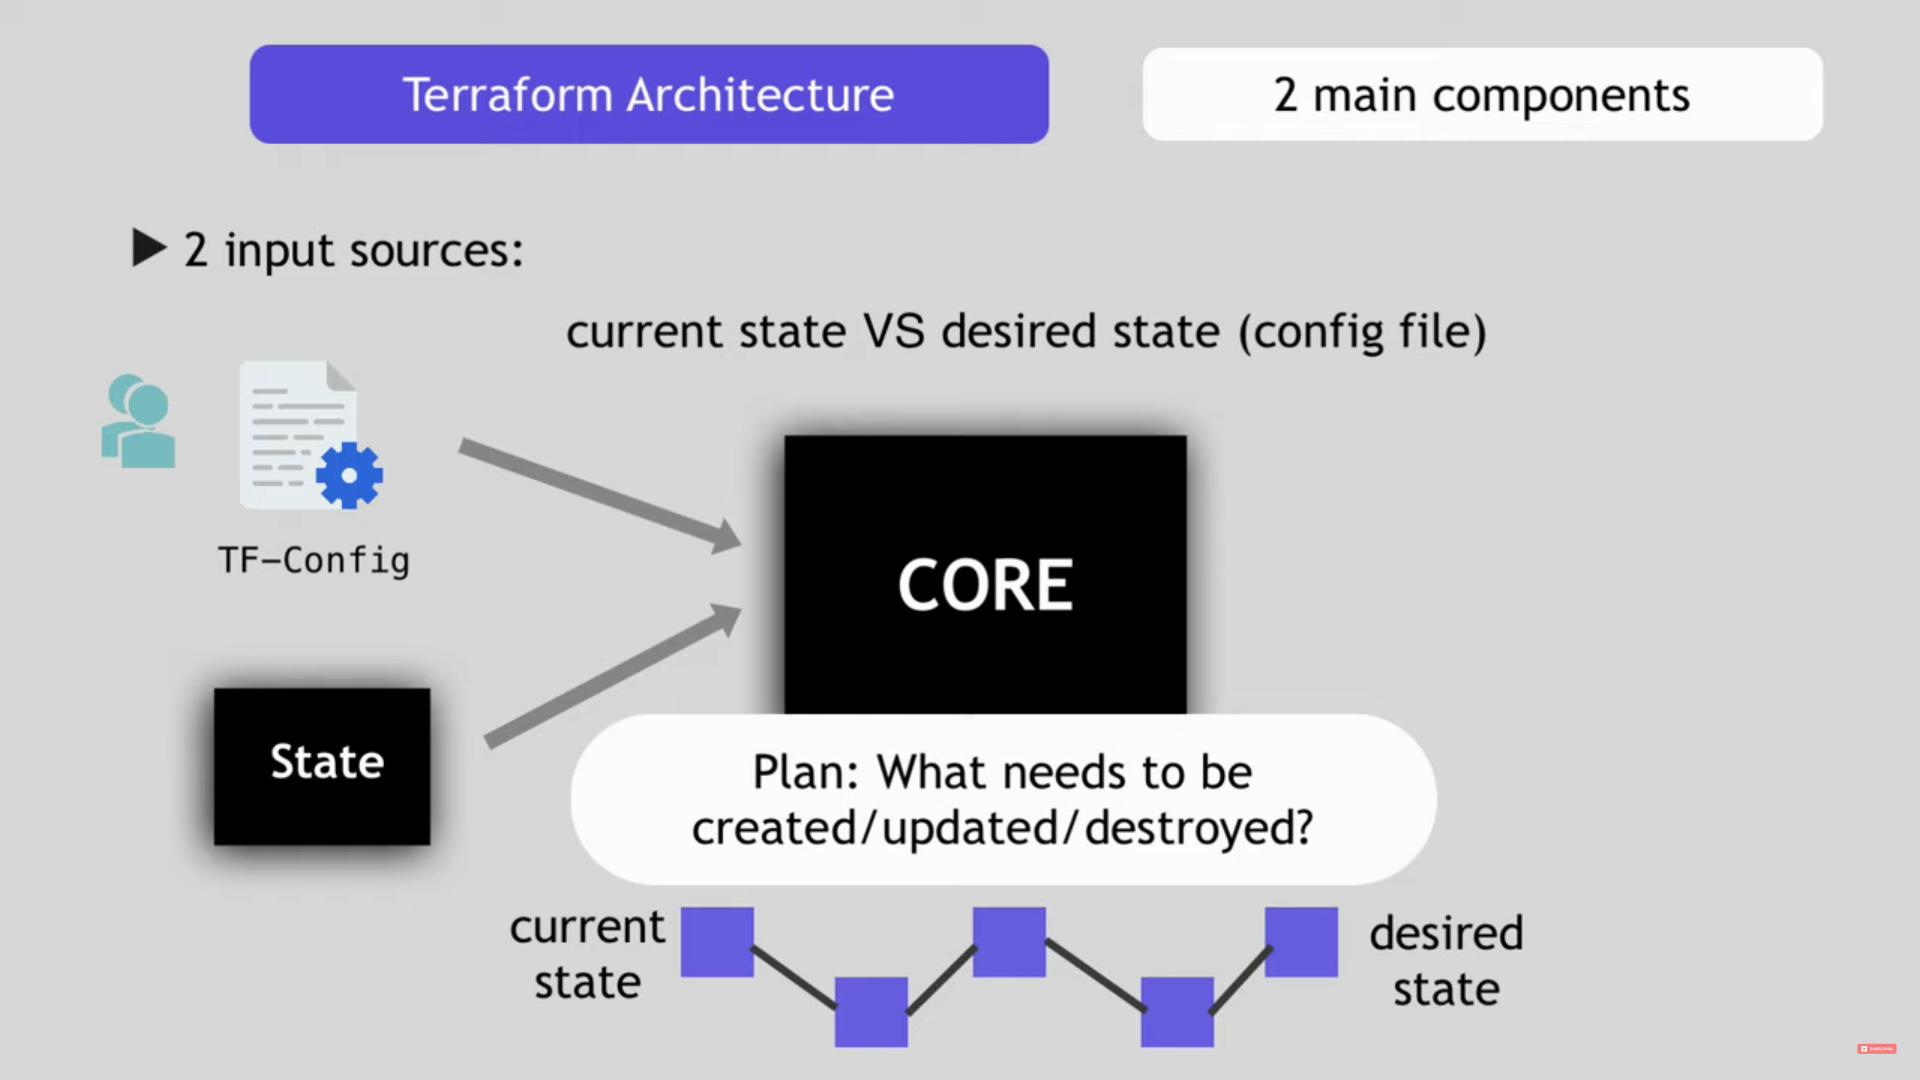 Terraform Architecture
2 main components
2 input sources:
current state VS desired state (config file)
TF-Config
CORE
State
Plan: What needs to be
created/updated/destroyed?
current
state
desired
state
SUBSCRIBE